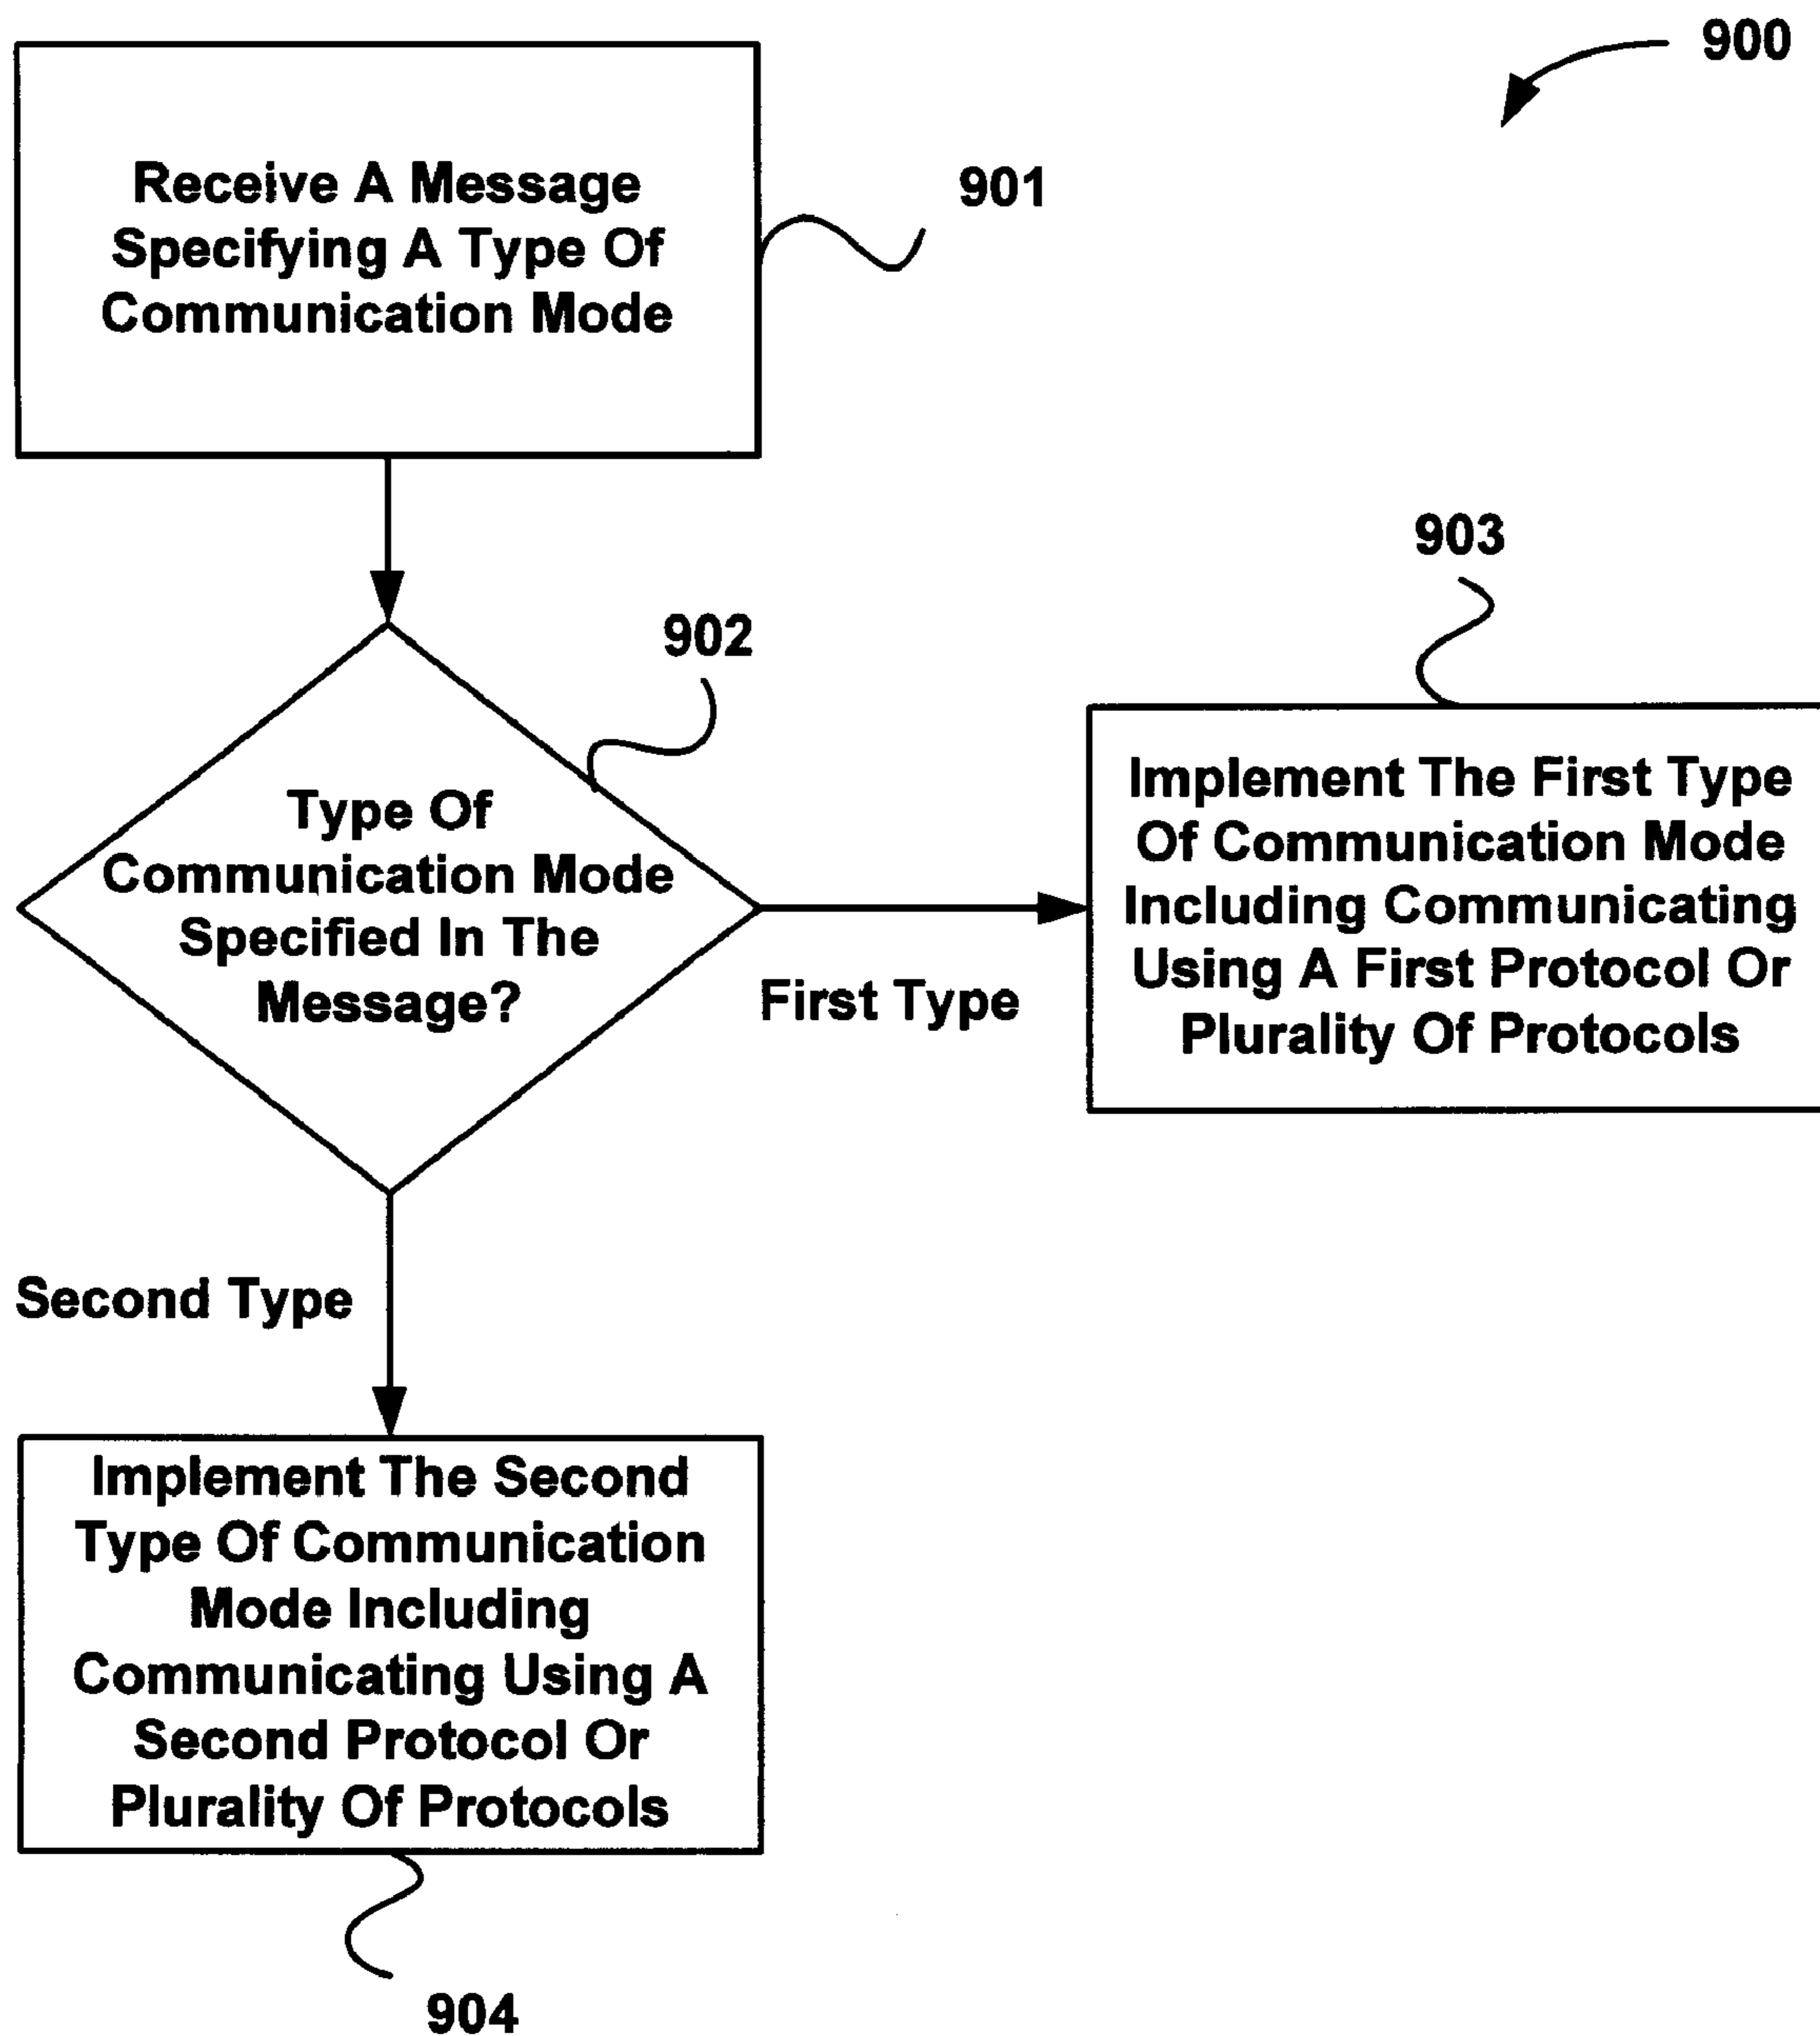 900
Receive A Message
Specifying A Type Of
Communication Mode
901
902
Type Of
Communication Mode
Specified In The
Message?
First Type
903
Implement The First Type
Of Communication Mode
Including Communicating
Using A First Protocol Or
Plurality Of Protocols
Second Type
Implement The Second
Type Of Communication
Mode Including
Communicating Using A
Second Protocol Or
Plurality Of Protocols
904